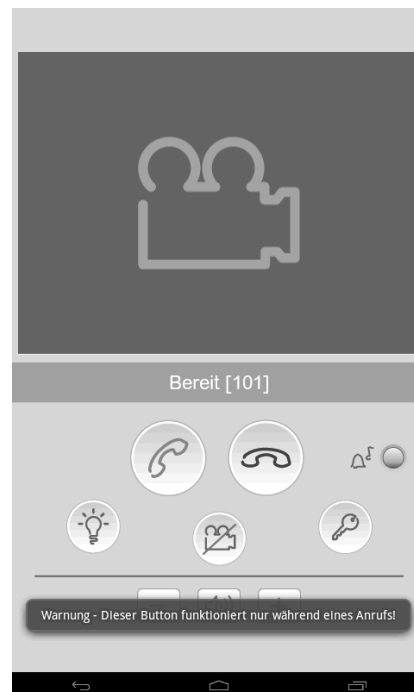 Bereit [101]
Warnung - Dieser Button funktioniert nur während eines Anrufs!